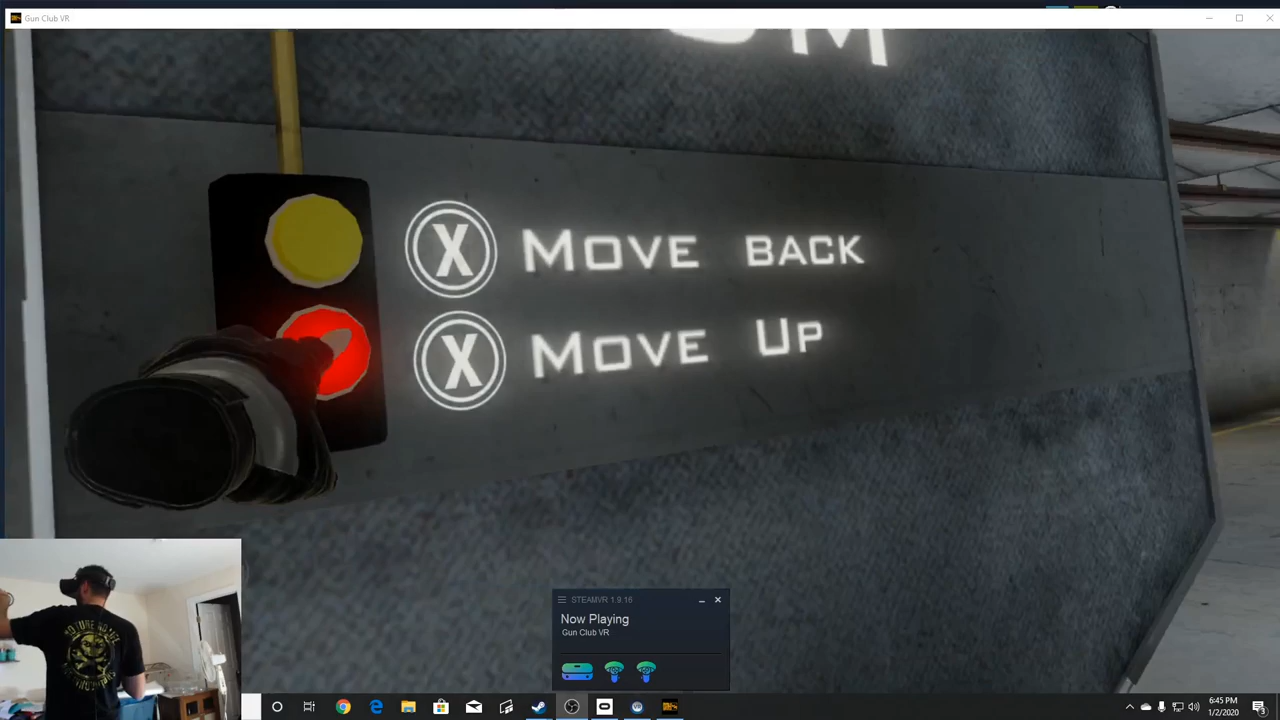 Gun Club VR
X MOVE BACK
X MOVE UP
STEAMVR 1.9.16
Now Playing
Gun Club VR
6:45 PM
1/2/2020